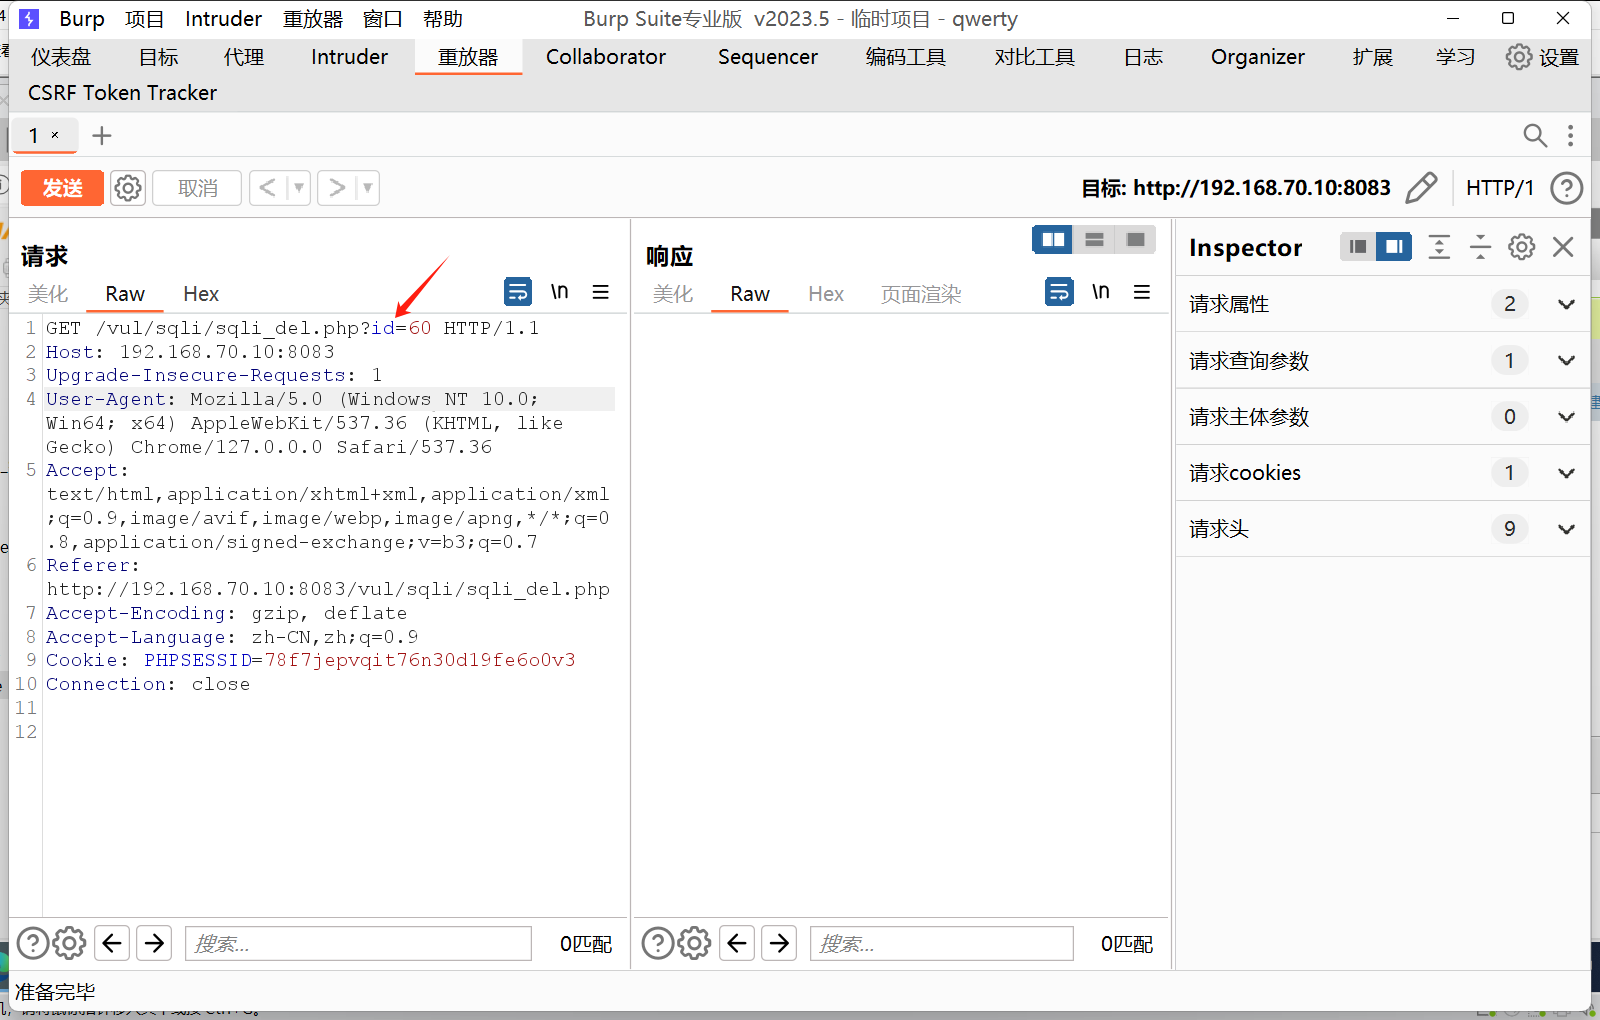 Burp 项目 Intruder 重放器 窗口 帮助 Burp Suite专业版 v2023.5 - 临时项目 - qwerty
仪表盘 目标 代理 Intruder 重放器 Collaborator Sequencer 编码工具 对比工具 日志 Organizer 扩展 学习 设置
CSRF Token Tracker
1 × +
发送 取消 < > 目标: http://192.168.70.10:8083 HTTP/1 ?
请求
美化 Raw Hex \n
1 GET /vul/sqli/sqli_del.php?id=60 HTTP/1.1
2 Host: 192.168.70.10:8083
3 Upgrade-Insecure-Requests: 1
4 User-Agent: Mozilla/5.0 (Windows NT 10.0;
Win64; x64) AppleWebKit/537.36 (KHTML, like
Gecko) Chrome/127.0.0.0 Safari/537.36
5 Accept:
text/html,application/xhtml+xml,application/xml
;q=0.9,image/avif,image/webp,image/apng,*/*;q=0
.8,application/signed-exchange;v=b3;q=0.7
6 Referer:
http://192.168.70.10:8083/vul/sqli/sqli_del.php
7 Accept-Encoding: gzip, deflate
8 Accept-Language: zh-CN,zh;q=0.9
9 Cookie: PHPSESSID=78f7jepvqit76n30d19fe6o0v3
10 Connection: close
11
12
? 搜索... 0匹配
响应
美化 Raw Hex 页面渲染 \n
? 搜索... 0匹配
Inspector
请求属性 2
请求查询参数 1
请求主体参数 0
请求cookies 1
请求头 9
准备完毕